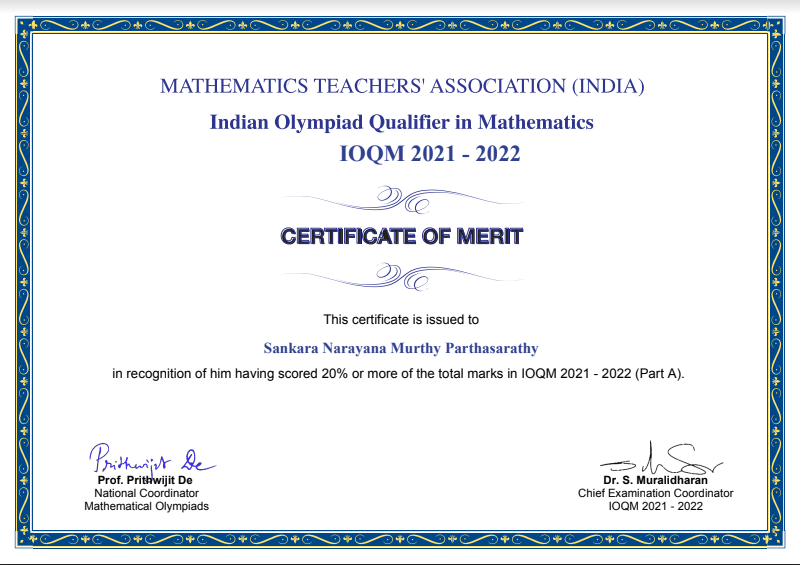 MATHEMATICS TEACHERS' ASSOCIATION (INDIA)
Indian Olympiad Qualifier in Mathematics
IOQM 2021 - 2022
CERTIFICATE OF MERIT
This certificate is issued to
Sankara Narayana Murthy Parthasarathy
in recognition of him having scored 20% or more of the total marks in IOQM 2021 - 2022 (Part A).
Prithwijit De
Prof. Prithwijit De
National Coordinator
Mathematical Olympiads
Dr. S. Muralidharan
Chief Examination Coordinator
IOQM 2021 - 2022